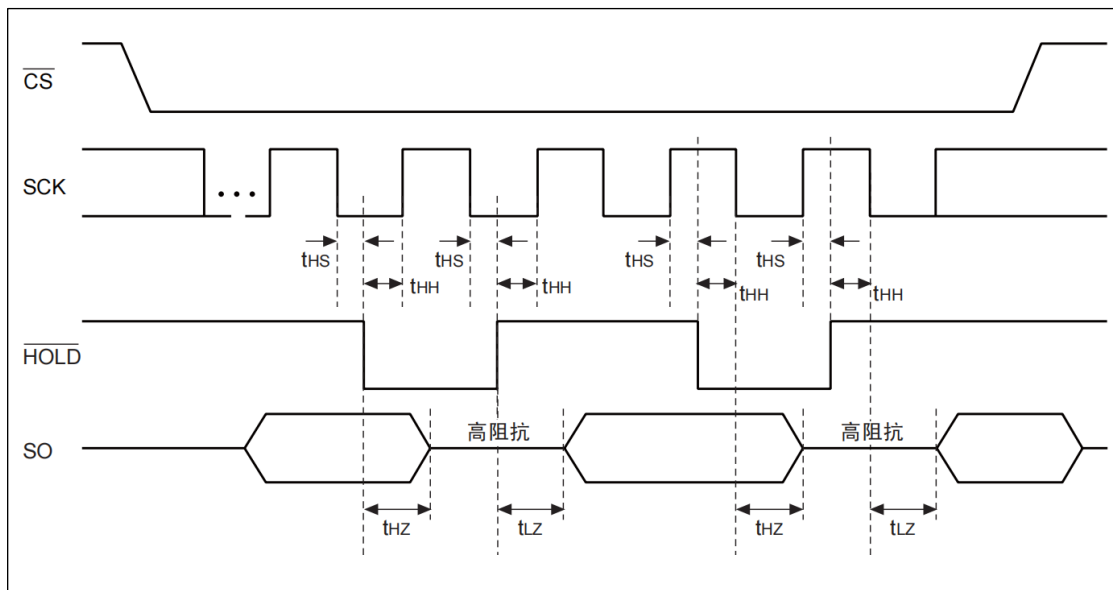 CS
SCK
...
tHS tHS tHS tHS
tHH tHH tHH tHH
HOLD
高阻抗 高阻抗
SO
tHZ tLZ tHZ tLZ